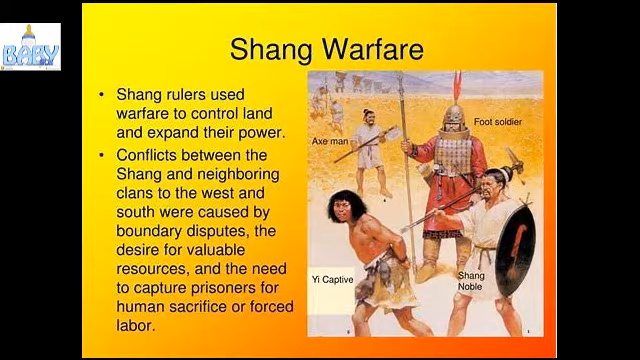 BABY
Shang Warfare
• Shang rulers used
warfare to control land
and expand their power.
• Conflicts between the
Shang and neighboring
clans to the west and
south were caused by
boundary disputes, the
desire for valuable
resources, and the need
to capture prisoners for
human sacrifice or forced
labor.
Axe man
Foot soldier
Yi Captive
Shang
Noble